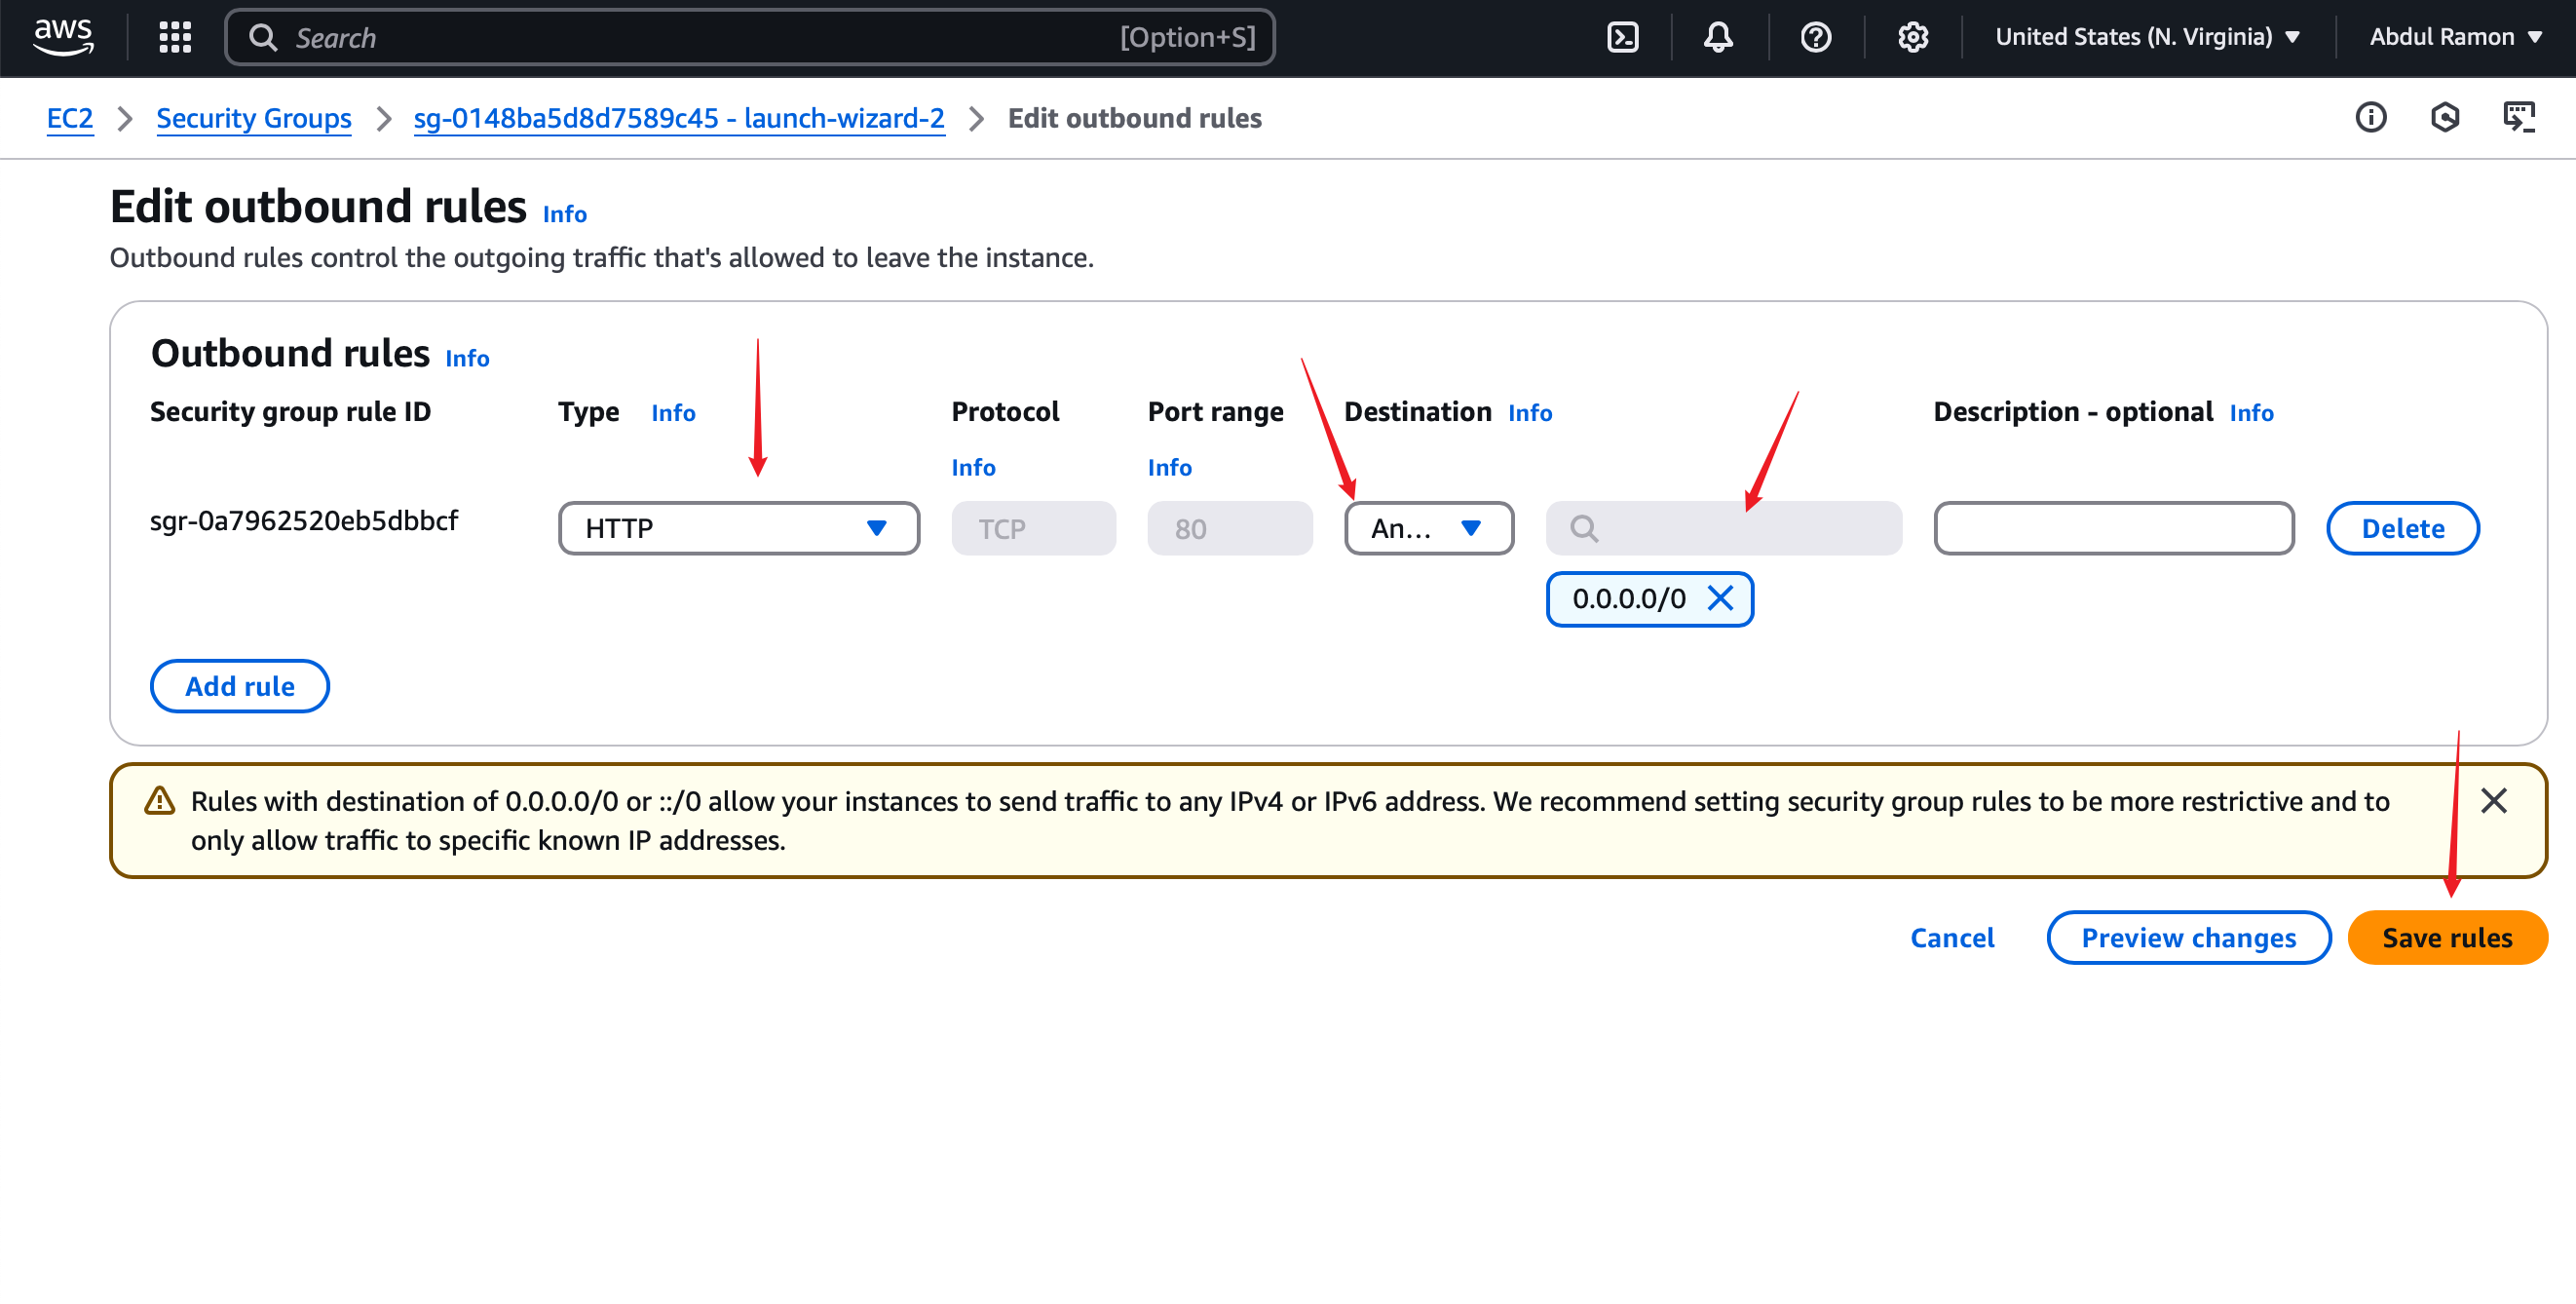 aws
Search [Option+S]
United States (N. Virginia)
Abdul Ramon
EC2 > Security Groups > sg-0148ba5d8d7589c45 - launch-wizard-2 > Edit outbound rules
Edit outbound rules Info
Outbound rules control the outgoing traffic that's allowed to leave the instance.
Outbound rules Info
Security group rule ID Type Info Protocol Info Port range Info Destination Info Description - optional Info
sgr-0a7962520eb5dbbcf HTTP TCP 80 An... Delete
0.0.0.0/0
Add rule
Rules with destination of 0.0.0.0/0 or ::/0 allow your instances to send traffic to any IPv4 or IPv6 address. We recommend setting security group rules to be more restrictive and to
only allow traffic to specific known IP addresses.
Cancel Preview changes Save rules